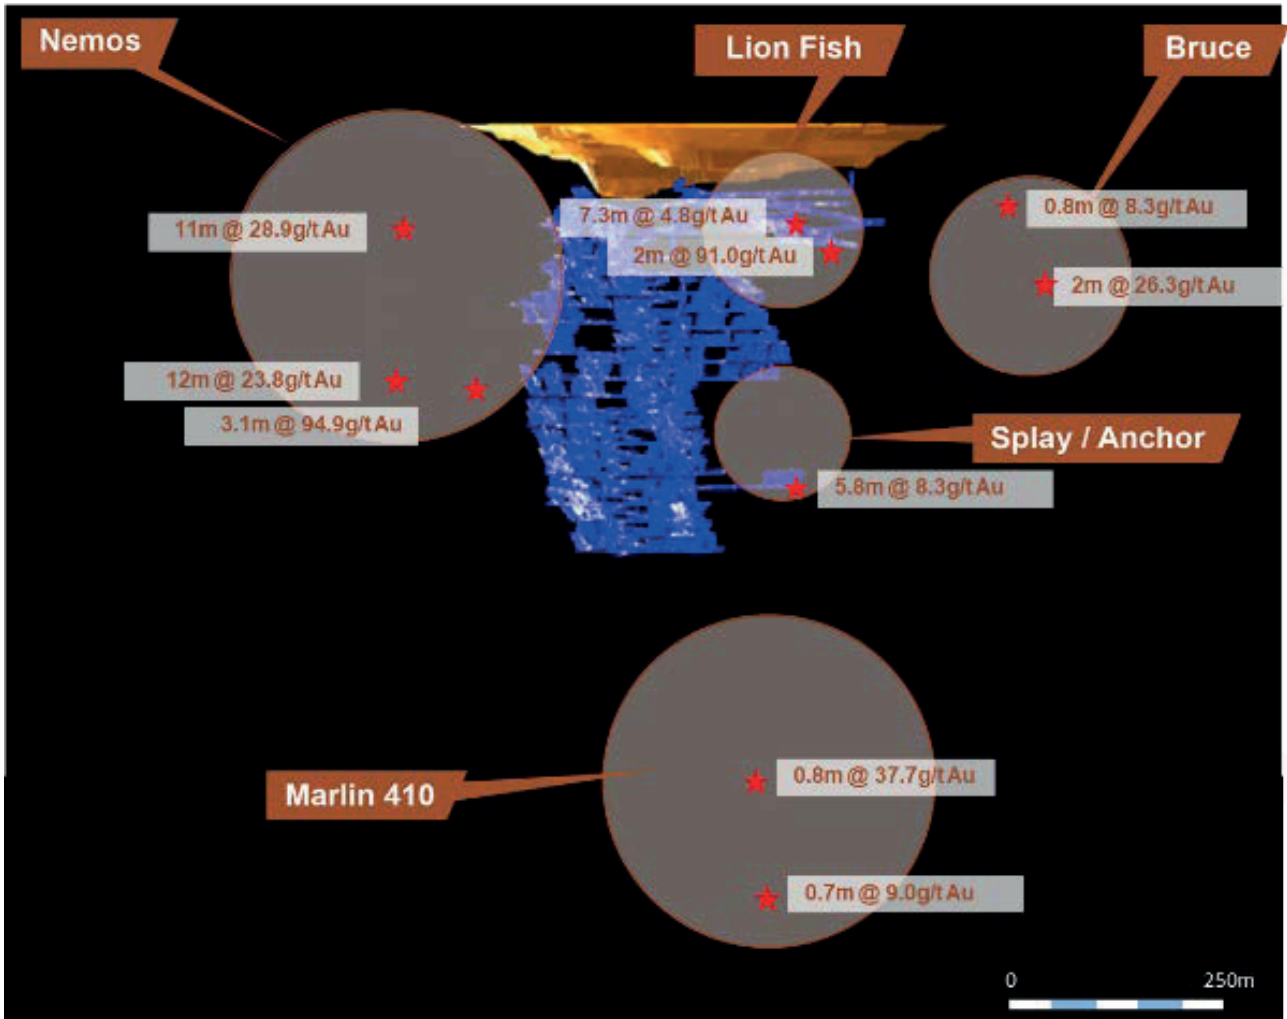 Nemos
Lion Fish
Bruce
11m @ 28.9g/t Au
7.3m @ 4.8g/t Au
2m @ 91.0g/t Au
0.8m @ 8.3g/t Au
2m @ 26.3g/t Au
12m @ 23.8g/t Au
3.1m @ 94.9g/t Au
Splay / Anchor
5.8m @ 8.3g/t Au
Marlin 410
0.8m @ 37.7g/t Au
0.7m @ 9.0g/t Au
0 250m